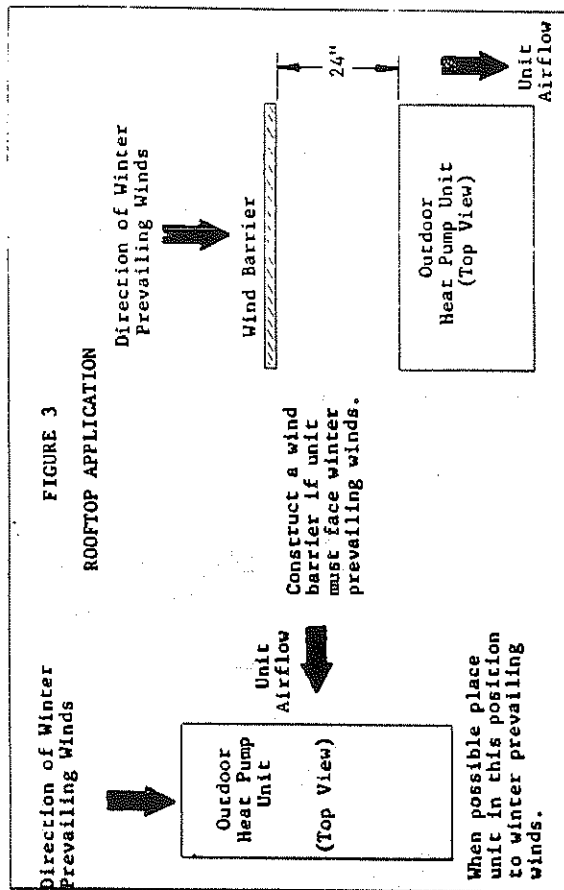 FIGURE 3
ROOFTOP APPLICATION
Direction of Winter
Prevailing Winds
Outdoor
Heat Pump
Unit
(Top View)
Unit
Airflow
When possible place
unit in this position
to winter prevailing
winds.
Construct a wind
barrier if unit
must face winter
prevailing winds.
Direction of Winter
Prevailing Winds
Wind Barrier
24"
Outdoor
Heat Pump Unit
(Top View)
Unit
Airflow